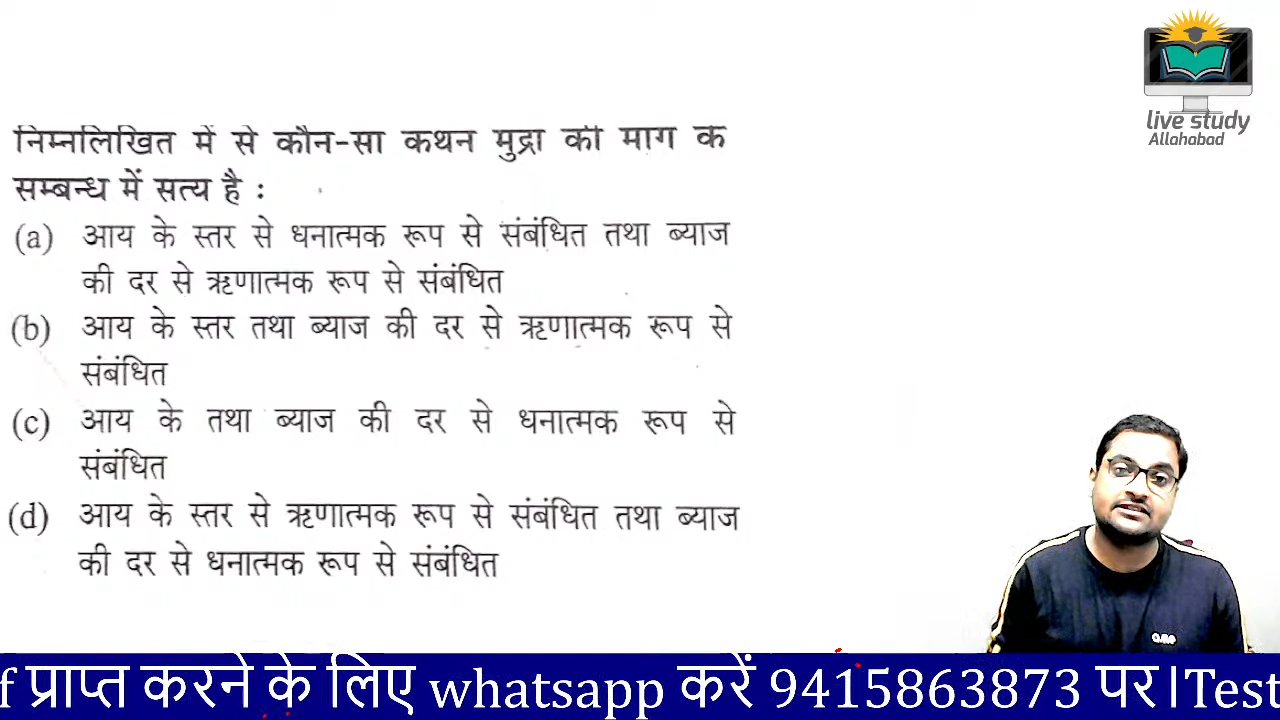 live study
Allahabad
निम्नलिखित में से कौन-सा कथन मुद्रा की माग क
सम्बन्ध में सत्य है :
(a) आय के स्तर से धनात्मक रूप से संबंधित तथा ब्याज
की दर से ऋणात्मक रूप से संबंधित
(b) आय के स्तर तथा ब्याज की दर से ऋणात्मक रूप से
संबंधित
(c) आय के तथा ब्याज की दर से धनात्मक रूप से
संबंधित
(d) आय के स्तर से ऋणात्मक रूप से संबंधित तथा ब्याज
की दर से धनात्मक रूप से संबंधित
f प्राप्त करने के लिए whatsapp करें 9415863873 पर।Test